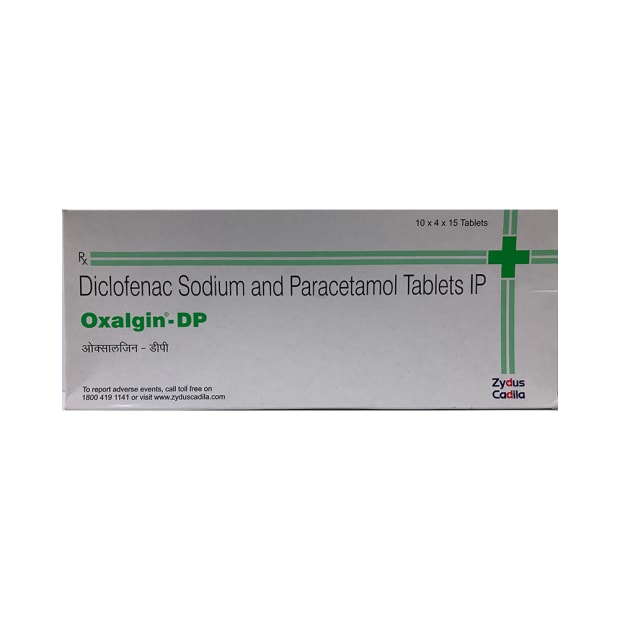 10 x 4 x 15 Tablets
Rx
Diclofenac Sodium and Paracetamol Tablets IP
Oxalgin®-DP
ओक्सालजिन - डीपी
To report adverse events, call toll free on
1800 419 1141 or visit www.zyduscadila.com
Zydus
Cadila